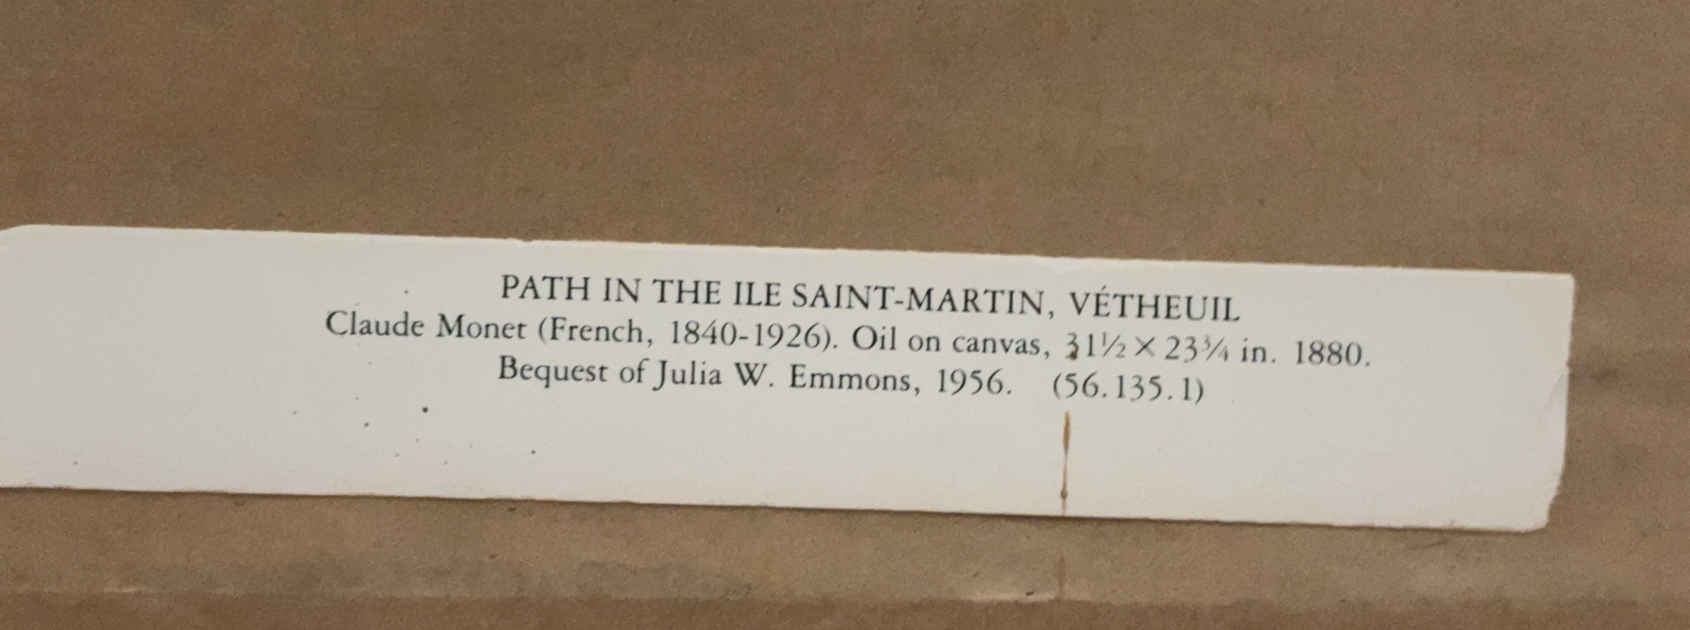 PATH IN THE ILE SAINT-MARTIN, VÉTHEUIL
Claude Monet (French, 1840-1926). Oil on canvas, 31½ × 23¾ in. 1880.
Bequest of Julia W. Emmons, 1956. (56.135.1)